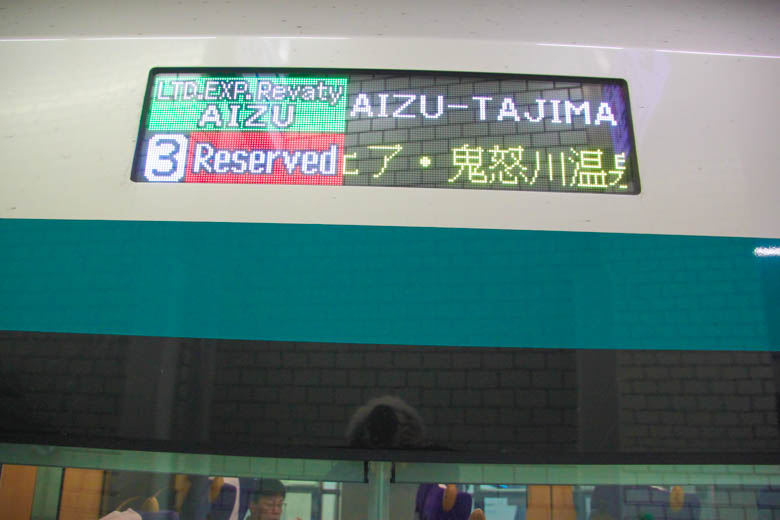 LTD.EXP.Revaty
AIZU
AIZU-TAJIMA
3 Reserved
ア・鬼怒川温